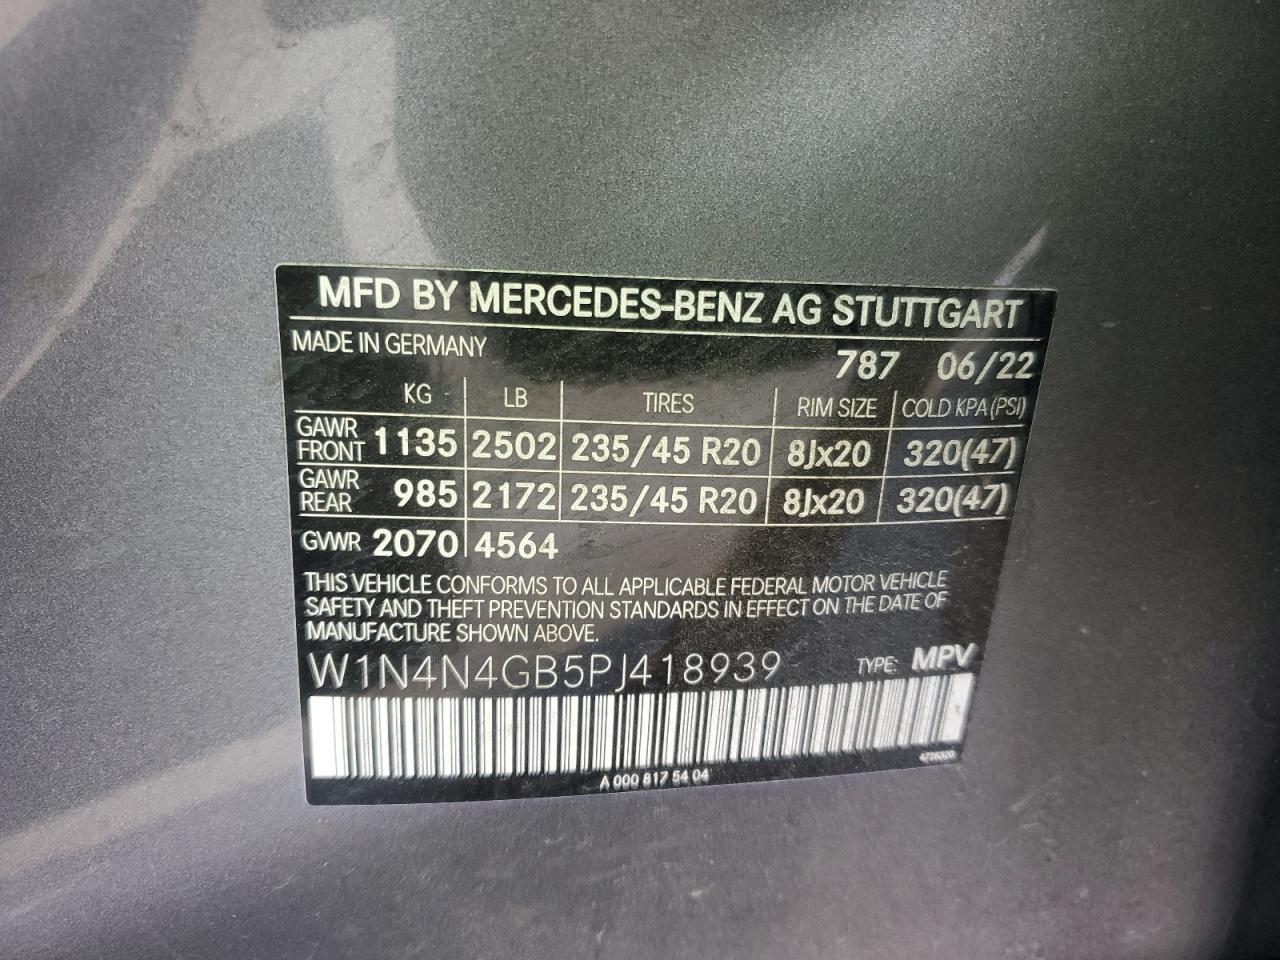 MFD BY MERCEDES-BENZ AG STUTTGART
MADE IN GERMANY
787 06/22
KG LB TIRES RIM SIZE COLD KPA (PSI)
GAWR FRONT 1135 2502 235/45 R20 8Jx20 320(47)
GAWR REAR 985 2172 235/45 R20 8Jx20 320(47)
GVWR 2070 4564
THIS VEHICLE CONFORMS TO ALL APPLICABLE FEDERAL MOTOR VEHICLE
SAFETY AND THEFT PREVENTION STANDARDS IN EFFECT ON THE DATE OF
MANUFACTURE SHOWN ABOVE.
W1N4N4GB5PJ418939 TYPE: MPV
A 000 817 54 04